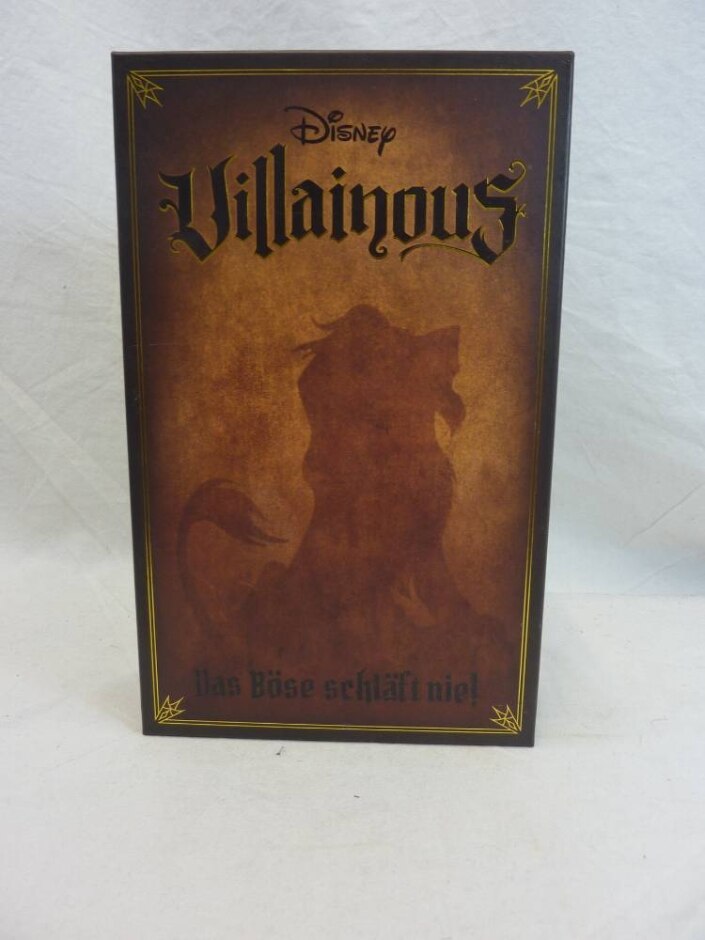 Disney
Villainous
Das Böse schläft nie!